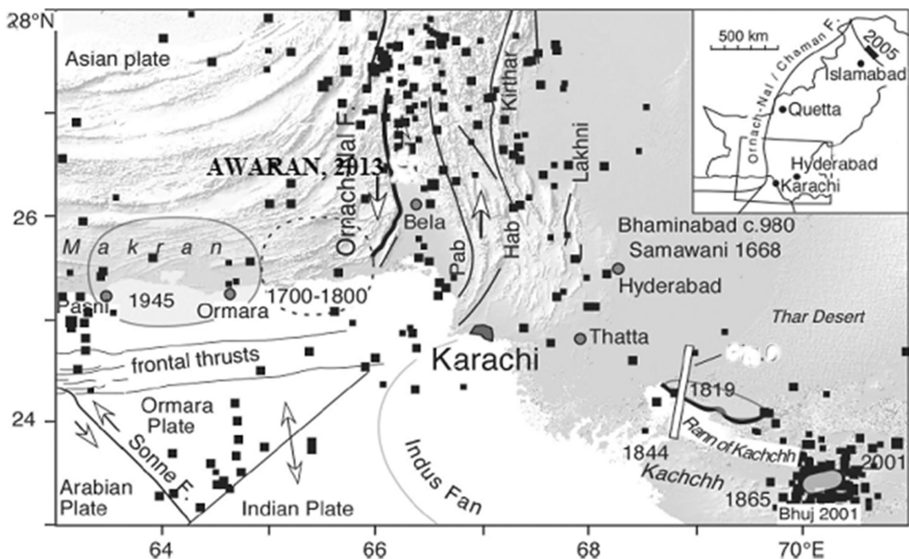 28°N
26
24
64
66
68
70°E
Asian plate
Ornach-Nal F.
Kirthar
Lakhni
AWARAN, 2013
Bela
Pab
Hab
Makran
1945
Pasni
Ormara
1700-1800
frontal thrusts
Karachi
Bhaminabad c.980
Samawani 1668
Hyderabad
Thatta
Thar Desert
Ormara
Plate
Sonne F.
Arabian
Plate
Indian Plate
Indus Fan
1819
Rann of Kachchh
1844
Kachchh
1865
2001
Bhuj 2001
500 km
Ornach-Nal / Chaman F.
2005
Islamabad
Quetta
Hyderabad
Karachi